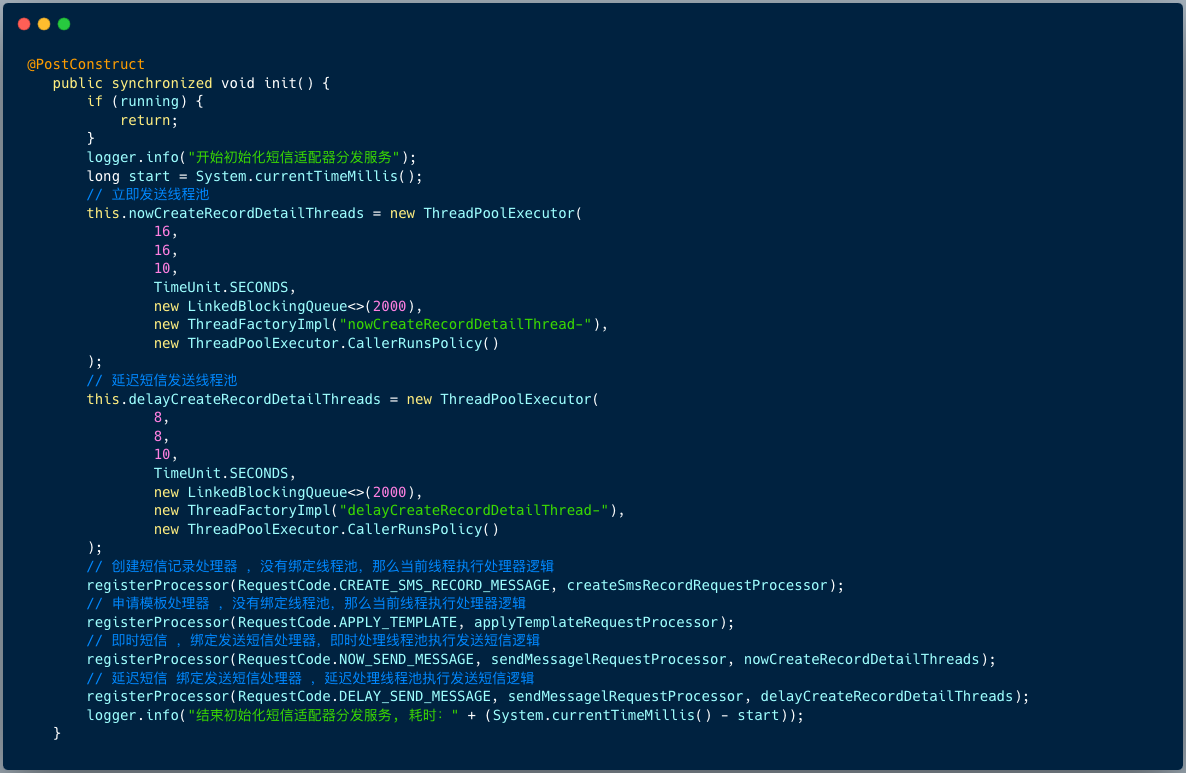 @PostConstruct
public synchronized void init() {
if (running) {
return;
}
logger.info("开始初始化短信适配器分发服务");
long start = System.currentTimeMillis();
// 立即发送线程池
this.nowCreateRecordDetailThreads = new ThreadPoolExecutor(
16,
16,
10,
TimeUnit.SECONDS,
new LinkedBlockingQueue<>(2000),
new ThreadFactoryImpl("nowCreateRecordDetailThread-"),
new ThreadPoolExecutor.CallerRunsPolicy()
);
// 延迟短信发送线程池
this.delayCreateRecordDetailThreads = new ThreadPoolExecutor(
8,
8,
10,
TimeUnit.SECONDS,
new LinkedBlockingQueue<>(2000),
new ThreadFactoryImpl("delayCreateRecordDetailThread-"),
new ThreadPoolExecutor.CallerRunsPolicy()
);
// 创建短信记录处理器 ，没有绑定线程池，那么当前线程执行处理器逻辑
registerProcessor(RequestCode.CREATE_SMS_RECORD_MESSAGE, createSmsRecordRequestProcessor);
// 申请模板处理器 ，没有绑定线程池，那么当前线程执行处理器逻辑
registerProcessor(RequestCode.APPLY_TEMPLATE, applyTemplateRequestProcessor);
// 即时短信 ，绑定发送短信处理器，即时处理线程池执行发送短信逻辑
registerProcessor(RequestCode.NOW_SEND_MESSAGE, sendMessagelRequestProcessor, nowCreateRecordDetailThreads);
// 延迟短信 绑定发送短信处理器 ，延迟处理线程池执行发送短信逻辑
registerProcessor(RequestCode.DELAY_SEND_MESSAGE, sendMessagelRequestProcessor, delayCreateRecordDetailThreads);
logger.info("结束初始化短信适配器分发服务, 耗时：" + (System.currentTimeMillis() - start));
}